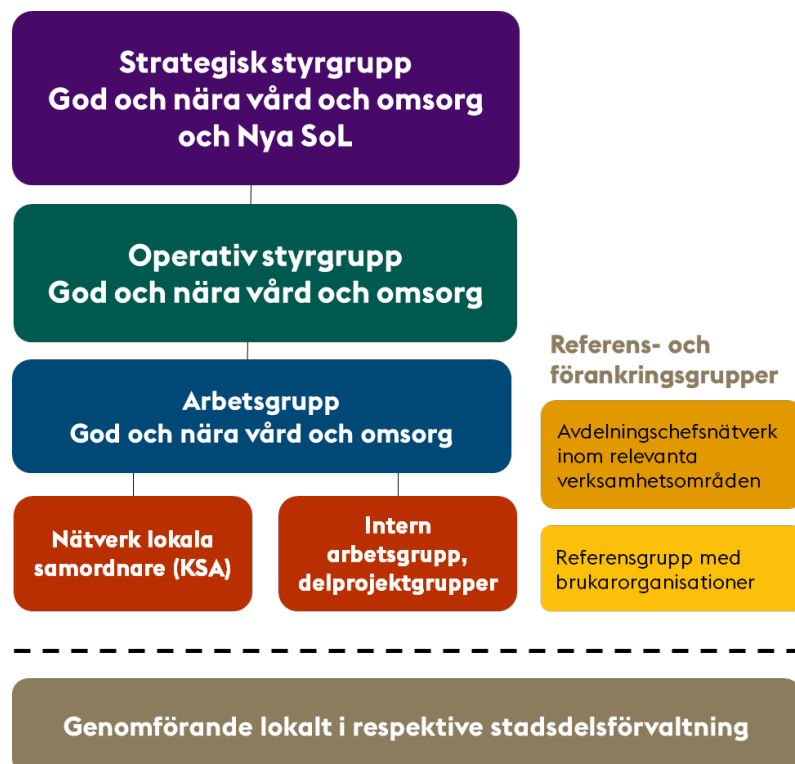 Strategisk styrgrupp
God och nära vård och omsorg
och Nya SoL
Operativ styrgrupp
God och nära vård och omsorg
Arbetsgrupp
God och nära vård och omsorg
Nätverk lokala
samordnare (KSA)
Intern
arbetsgrupp,
delprojektgrupper
Referens- och
förankringsgrupper
Avdelningschefsnätverk
inom relevanta
verksamhetsområden
Referensgrupp med
brukarorganisationer
Genomförande lokalt i respektive stadsdelsförvaltning